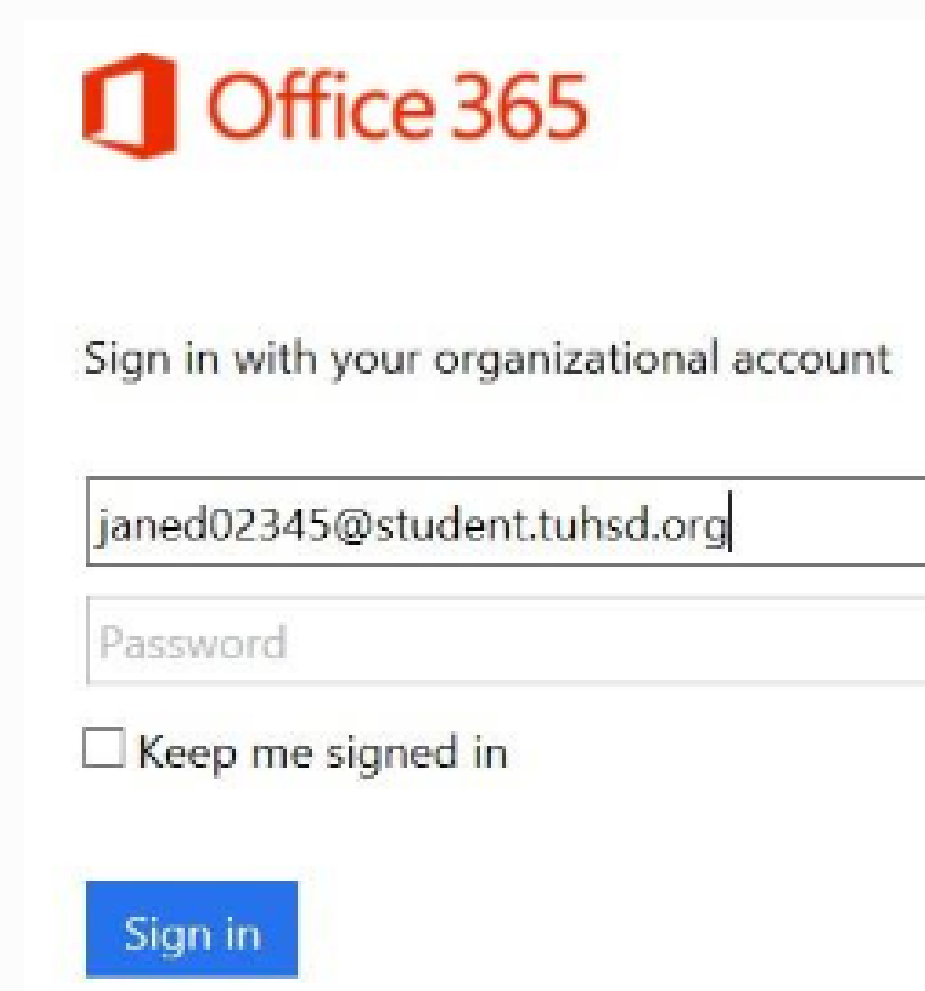 Office 365
Sign in with your organizational account
janed02345@student.tuhsd.org
Password
Keep me signed in
Sign in